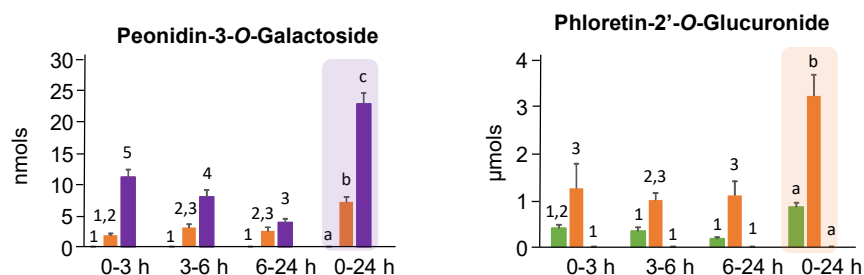 Peonidin-3-O-Galactoside
30
25
20
15
10
5
0
nmols
1 1,2 5
1 2,3 4
1 2,3 3
a b c
0-3 h 3-6 h 6-24 h 0-24 h
Phloretin-2'-O-Glucuronide
4
3
2
1
0
µmols
1,2 3 1
1 2,3 1
1 3 1
a b a
0-3 h 3-6 h 6-24 h 0-24 h